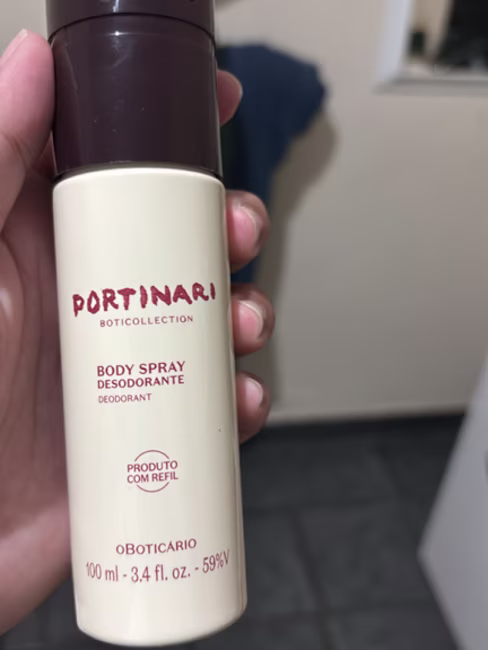 PORTINARI
BOTICOLLECTION
BODY SPRAY
DESODORANTE
DEODORANT
PRODUTO
COM REFIL
oBOTICÁRIO
100 ml - 3.4 fl. oz. - 59%V